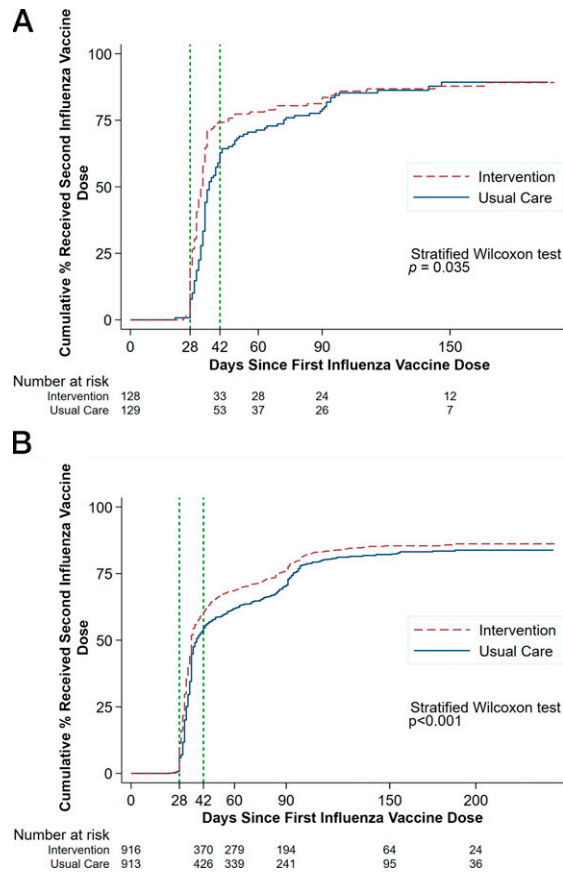 A
Cumulative % Received Second Influenza Vaccine
Dose
100
75
50
25
0
Intervention
Usual Care
Stratified Wilcoxon test
p = 0.035
0 28 42 60 90 150
Days Since First Influenza Vaccine Dose
Number at risk
Intervention 128 33 28 24 12
Usual Care 129 53 37 26 7
B
Cumulative % Received Second Influenza Vaccine
Dose
100
75
50
25
0
Intervention
Usual Care
Stratified Wilcoxon test
p<0.001
0 28 42 60 90 150 200
Days Since First Influenza Vaccine Dose
Number at risk
Intervention 916 370 279 194 64 24
Usual Care 913 426 339 241 95 36